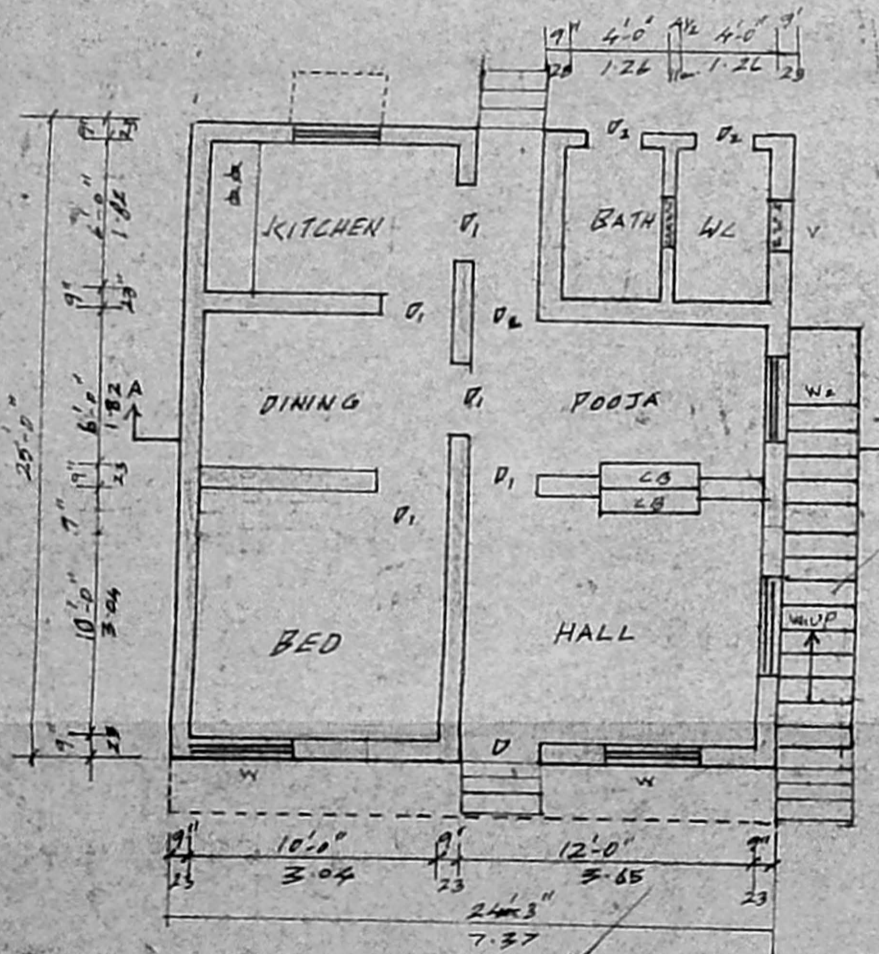 9" 4'-0" 4½ 4'-0" 9'
23 1.26 1.26 23
D2 D2
9" 23
6'-0" 1.82
KITCHEN D1 BATH WC V
9" 23
D1 D2
25'-0"
6'-0" 1.82
A
DINING D1 POOJA W2
9" 23
D1 CB
CB
D1
10'-0" 3.04
BED HALL UP
9" 23
D
W W
9" 10'-0" 9" 12'-0" 9"
23 3.04 23 3.65 23
24'-3"
7.37